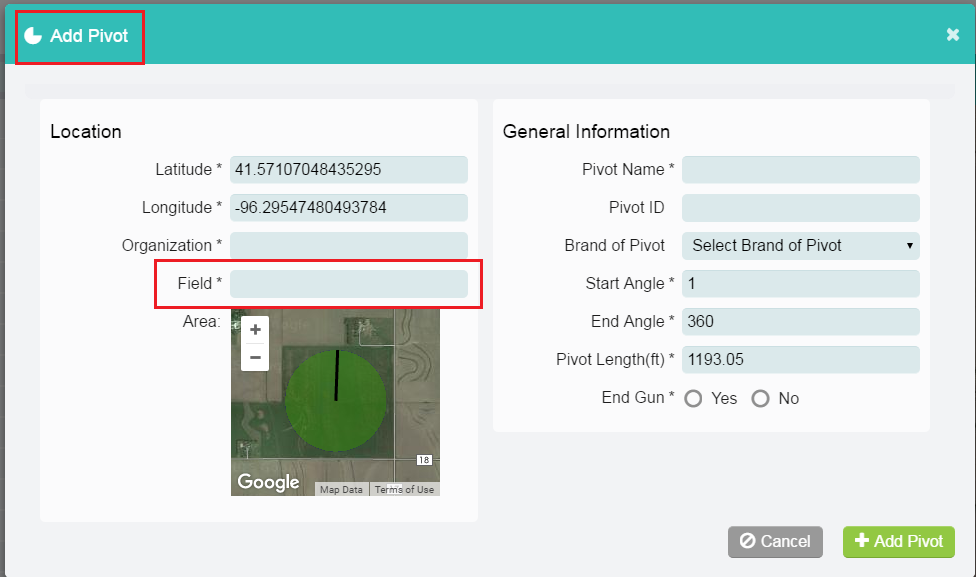 Add Pivot
Location
Latitude * 41.57107048435295
Longitude * -96.29547480493784
Organization *
Field *
Area:
+
−
18
Google
Map Data Terms of Use
General Information
Pivot Name *
Pivot ID
Brand of Pivot Select Brand of Pivot
Start Angle * 1
End Angle * 360
Pivot Length(ft) * 1193.05
End Gun * Yes No
Cancel
Add Pivot